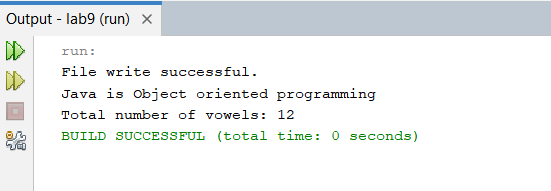 Output - lab9 (run)
run:
File write successful.
Java is Object oriented programming
Total number of vowels: 12
BUILD SUCCESSFUL (total time: 0 seconds)